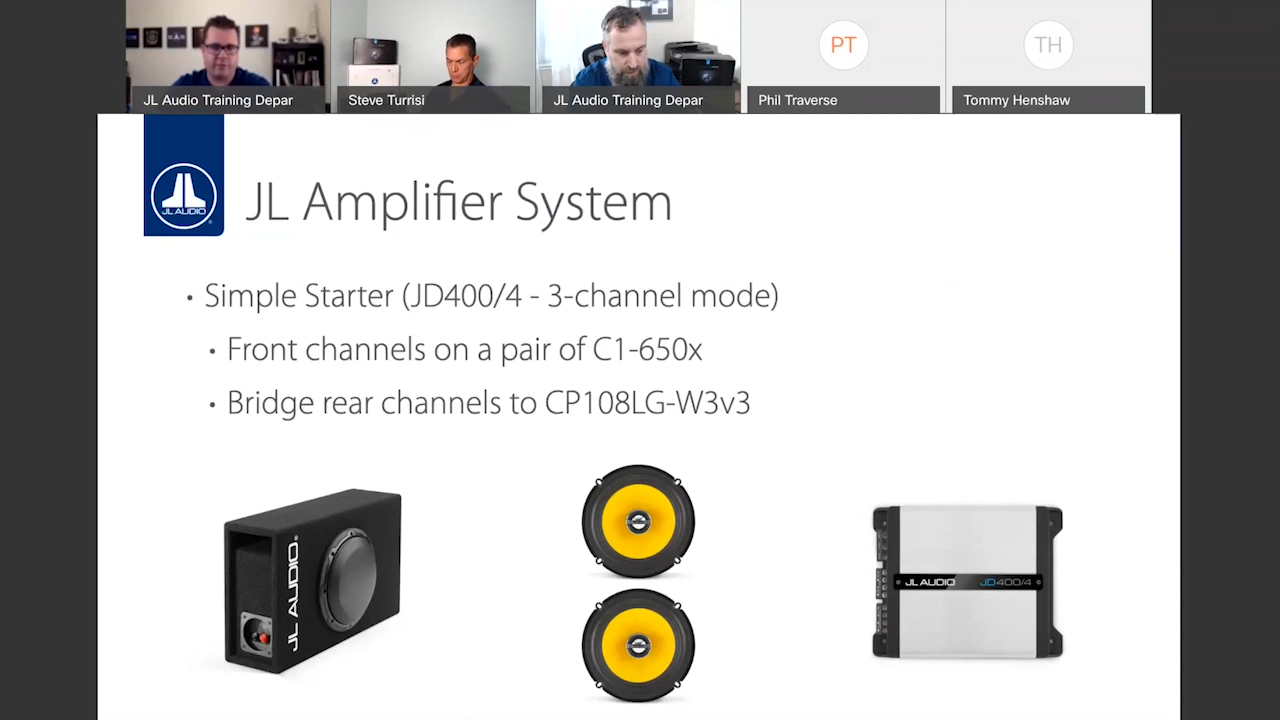 JL Audio Training Depar
Steve Turrisi
JL Audio Training Depar
PT
Phil Traverse
TH
Tommy Henshaw
JL AUDIO
JL Amplifier System
• Simple Starter (JD400/4 - 3-channel mode)
• Front channels on a pair of C1-650x
• Bridge rear channels to CP108LG-W3v3
JL AUDIO
JL AUDIO JD400/4